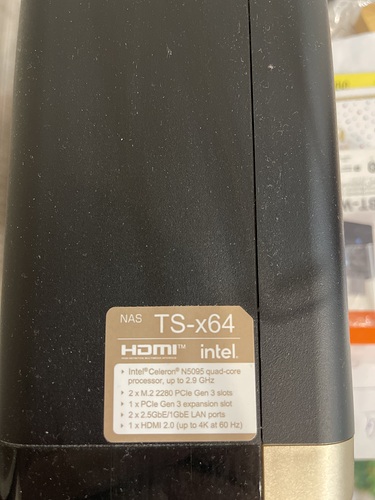 NAS TS-x64
HDMI™ intel.
Intel® Celeron® N5095 quad-core
processor, up to 2.9 GHz
2 x M.2 2280 PCIe Gen 3 slots
1 x PCIe Gen 3 expansion slot
2 x 2.5GbE/1GbE LAN ports
1 x HDMI 2.0 (up to 4K at 60 Hz)